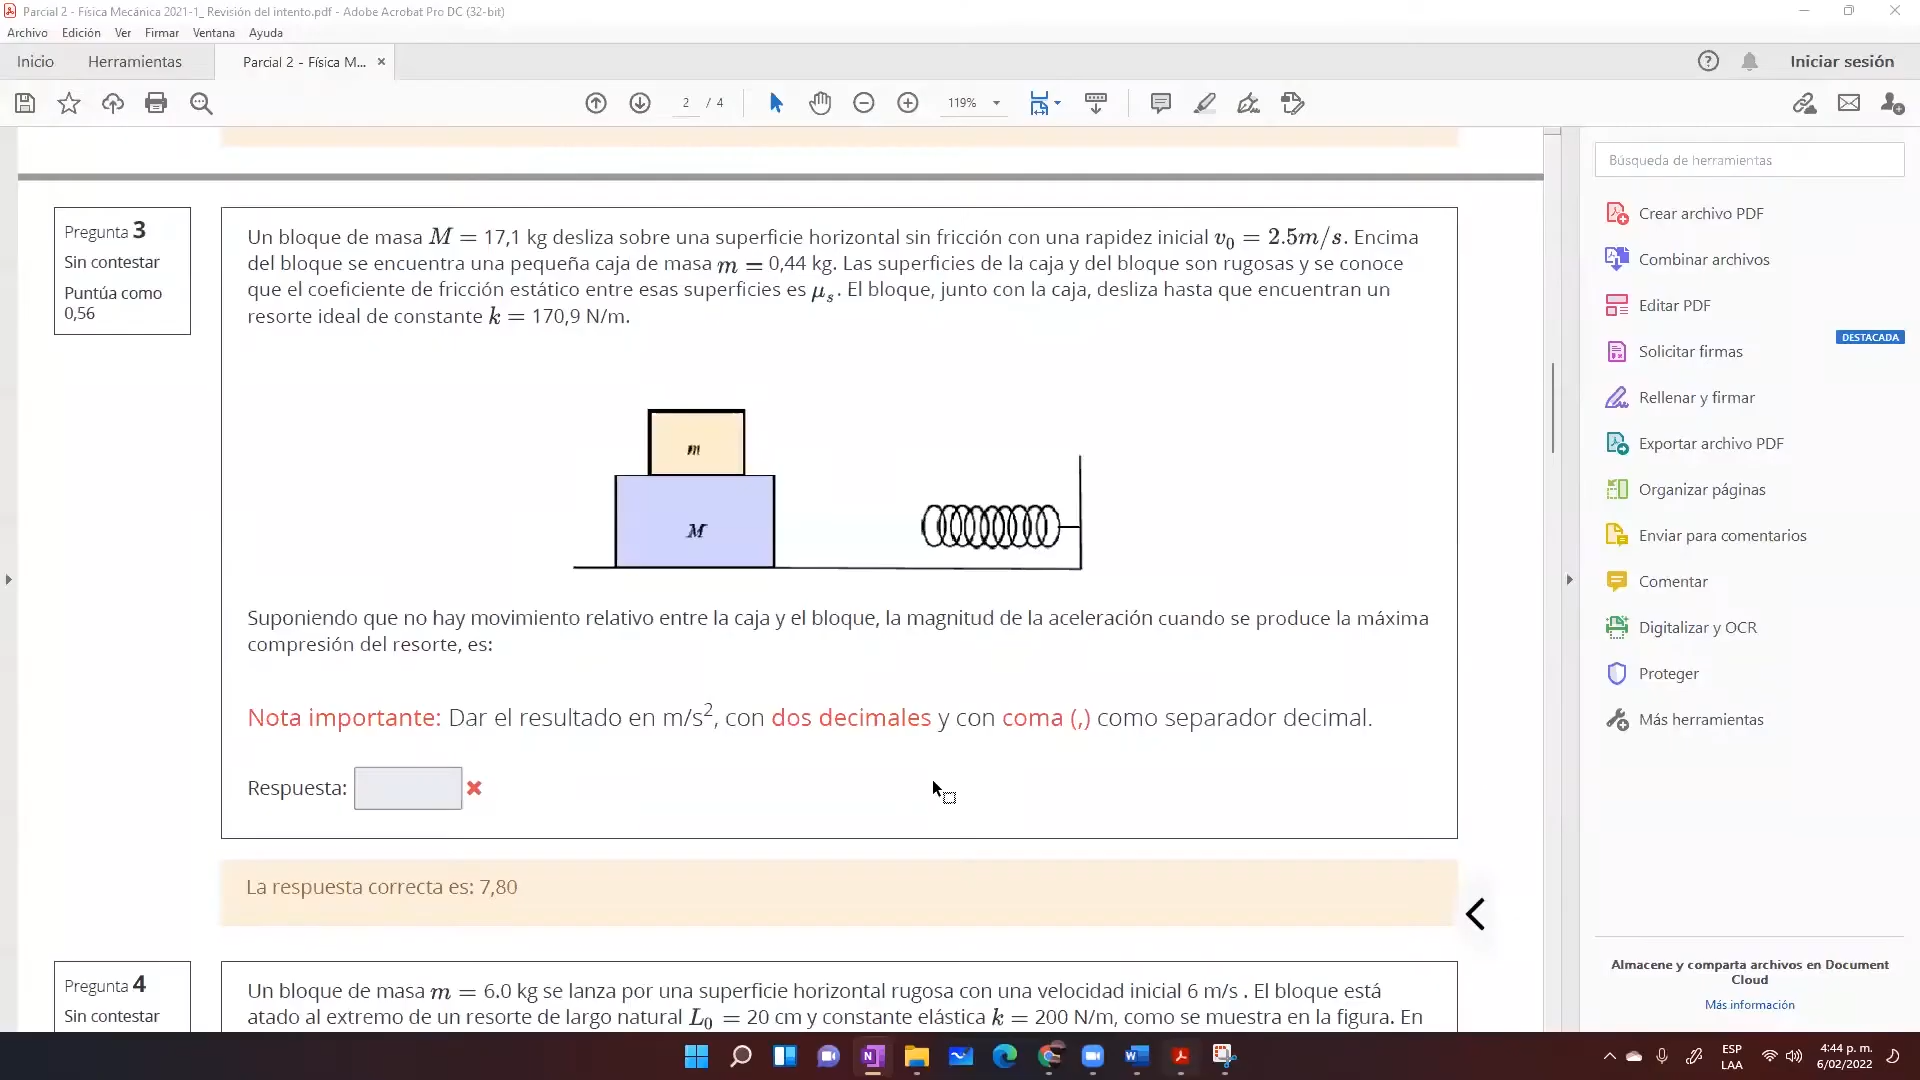 Parcial 2 - Física Mecánica 2021-1_ Revisión del intento.pdf - Adobe Acrobat Pro DC (32-bit)
Archivo Edición Ver Firmar Ventana Ayuda
Inicio Herramientas Parcial 2 - Física M... × Iniciar sesión
2 / 4 119%
Búsqueda de herramientas
Crear archivo PDF
Combinar archivos
Editar PDF
DESTACADA
Solicitar firmas
Rellenar y firmar
Exportar archivo PDF
Organizar páginas
Enviar para comentarios
Comentar
Digitalizar y OCR
Proteger
Más herramientas
Almacene y comparta archivos en Document
Cloud
Más información
Pregunta 3
Sin contestar
Puntúa como
0,56
Un bloque de masa M = 17,1 kg desliza sobre una superficie horizontal sin fricción con una rapidez inicial v₀ = 2.5m/s. Encima
del bloque se encuentra una pequeña caja de masa m = 0,44 kg. Las superficies de la caja y del bloque son rugosas y se conoce
que el coeficiente de fricción estático entre esas superficies es μₛ. El bloque, junto con la caja, desliza hasta que encuentran un
resorte ideal de constante k = 170,9 N/m.
m
M
Suponiendo que no hay movimiento relativo entre la caja y el bloque, la magnitud de la aceleración cuando se produce la máxima
compresión del resorte, es:
Nota importante: Dar el resultado en m/s², con dos decimales y con coma (,) como separador decimal.
Respuesta:
La respuesta correcta es: 7,80
Pregunta 4
Sin contestar
Un bloque de masa m = 6.0 kg se lanza por una superficie horizontal rugosa con una velocidad inicial 6 m/s . El bloque está
atado al extremo de un resorte de largo natural L₀ = 20 cm y constante elástica k = 200 N/m, como se muestra en la figura. En
ESP
LAA
4:44 p. m.
6/02/2022